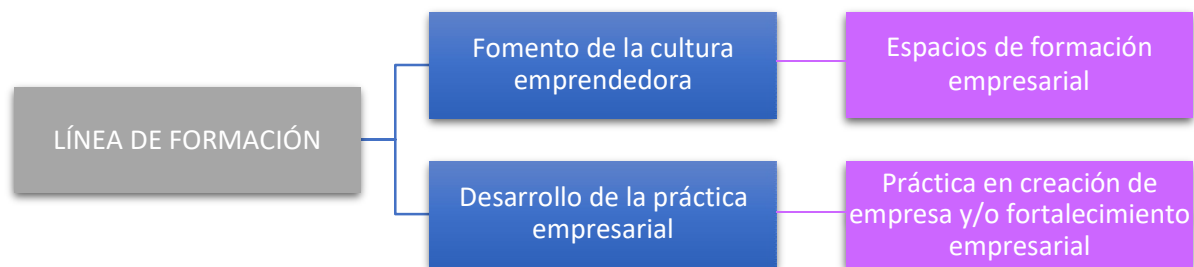 LÍNEA DE FORMACIÓN
Fomento de la cultura
emprendedora
Espacios de formación
empresarial
Desarrollo de la práctica
empresarial
Práctica en creación de
empresa y/o fortalecimiento
empresarial